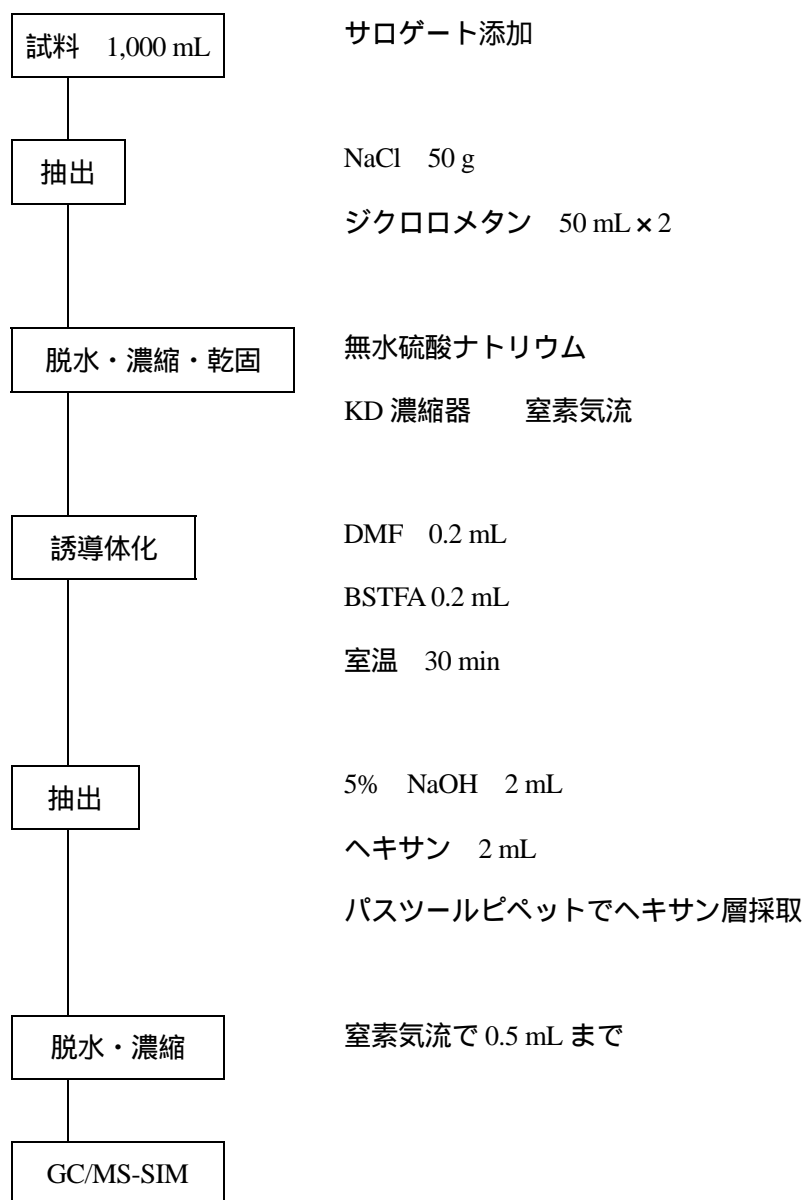 試料　1,000 mL　サロゲート添加
抽出　NaCl　50 g
ジクロロメタン　50 mL×2
脱水・濃縮・乾固　無水硫酸ナトリウム
KD 濃縮器　　窒素気流
誘導体化　DMF　0.2 mL
BSTFA 0.2 mL
室温　30 min
抽出　5%　NaOH　2 mL
ヘキサン　2 mL
パスツールピペットでヘキサン層採取
脱水・濃縮　窒素気流で 0.5 mL まで
GC/MS-SIM